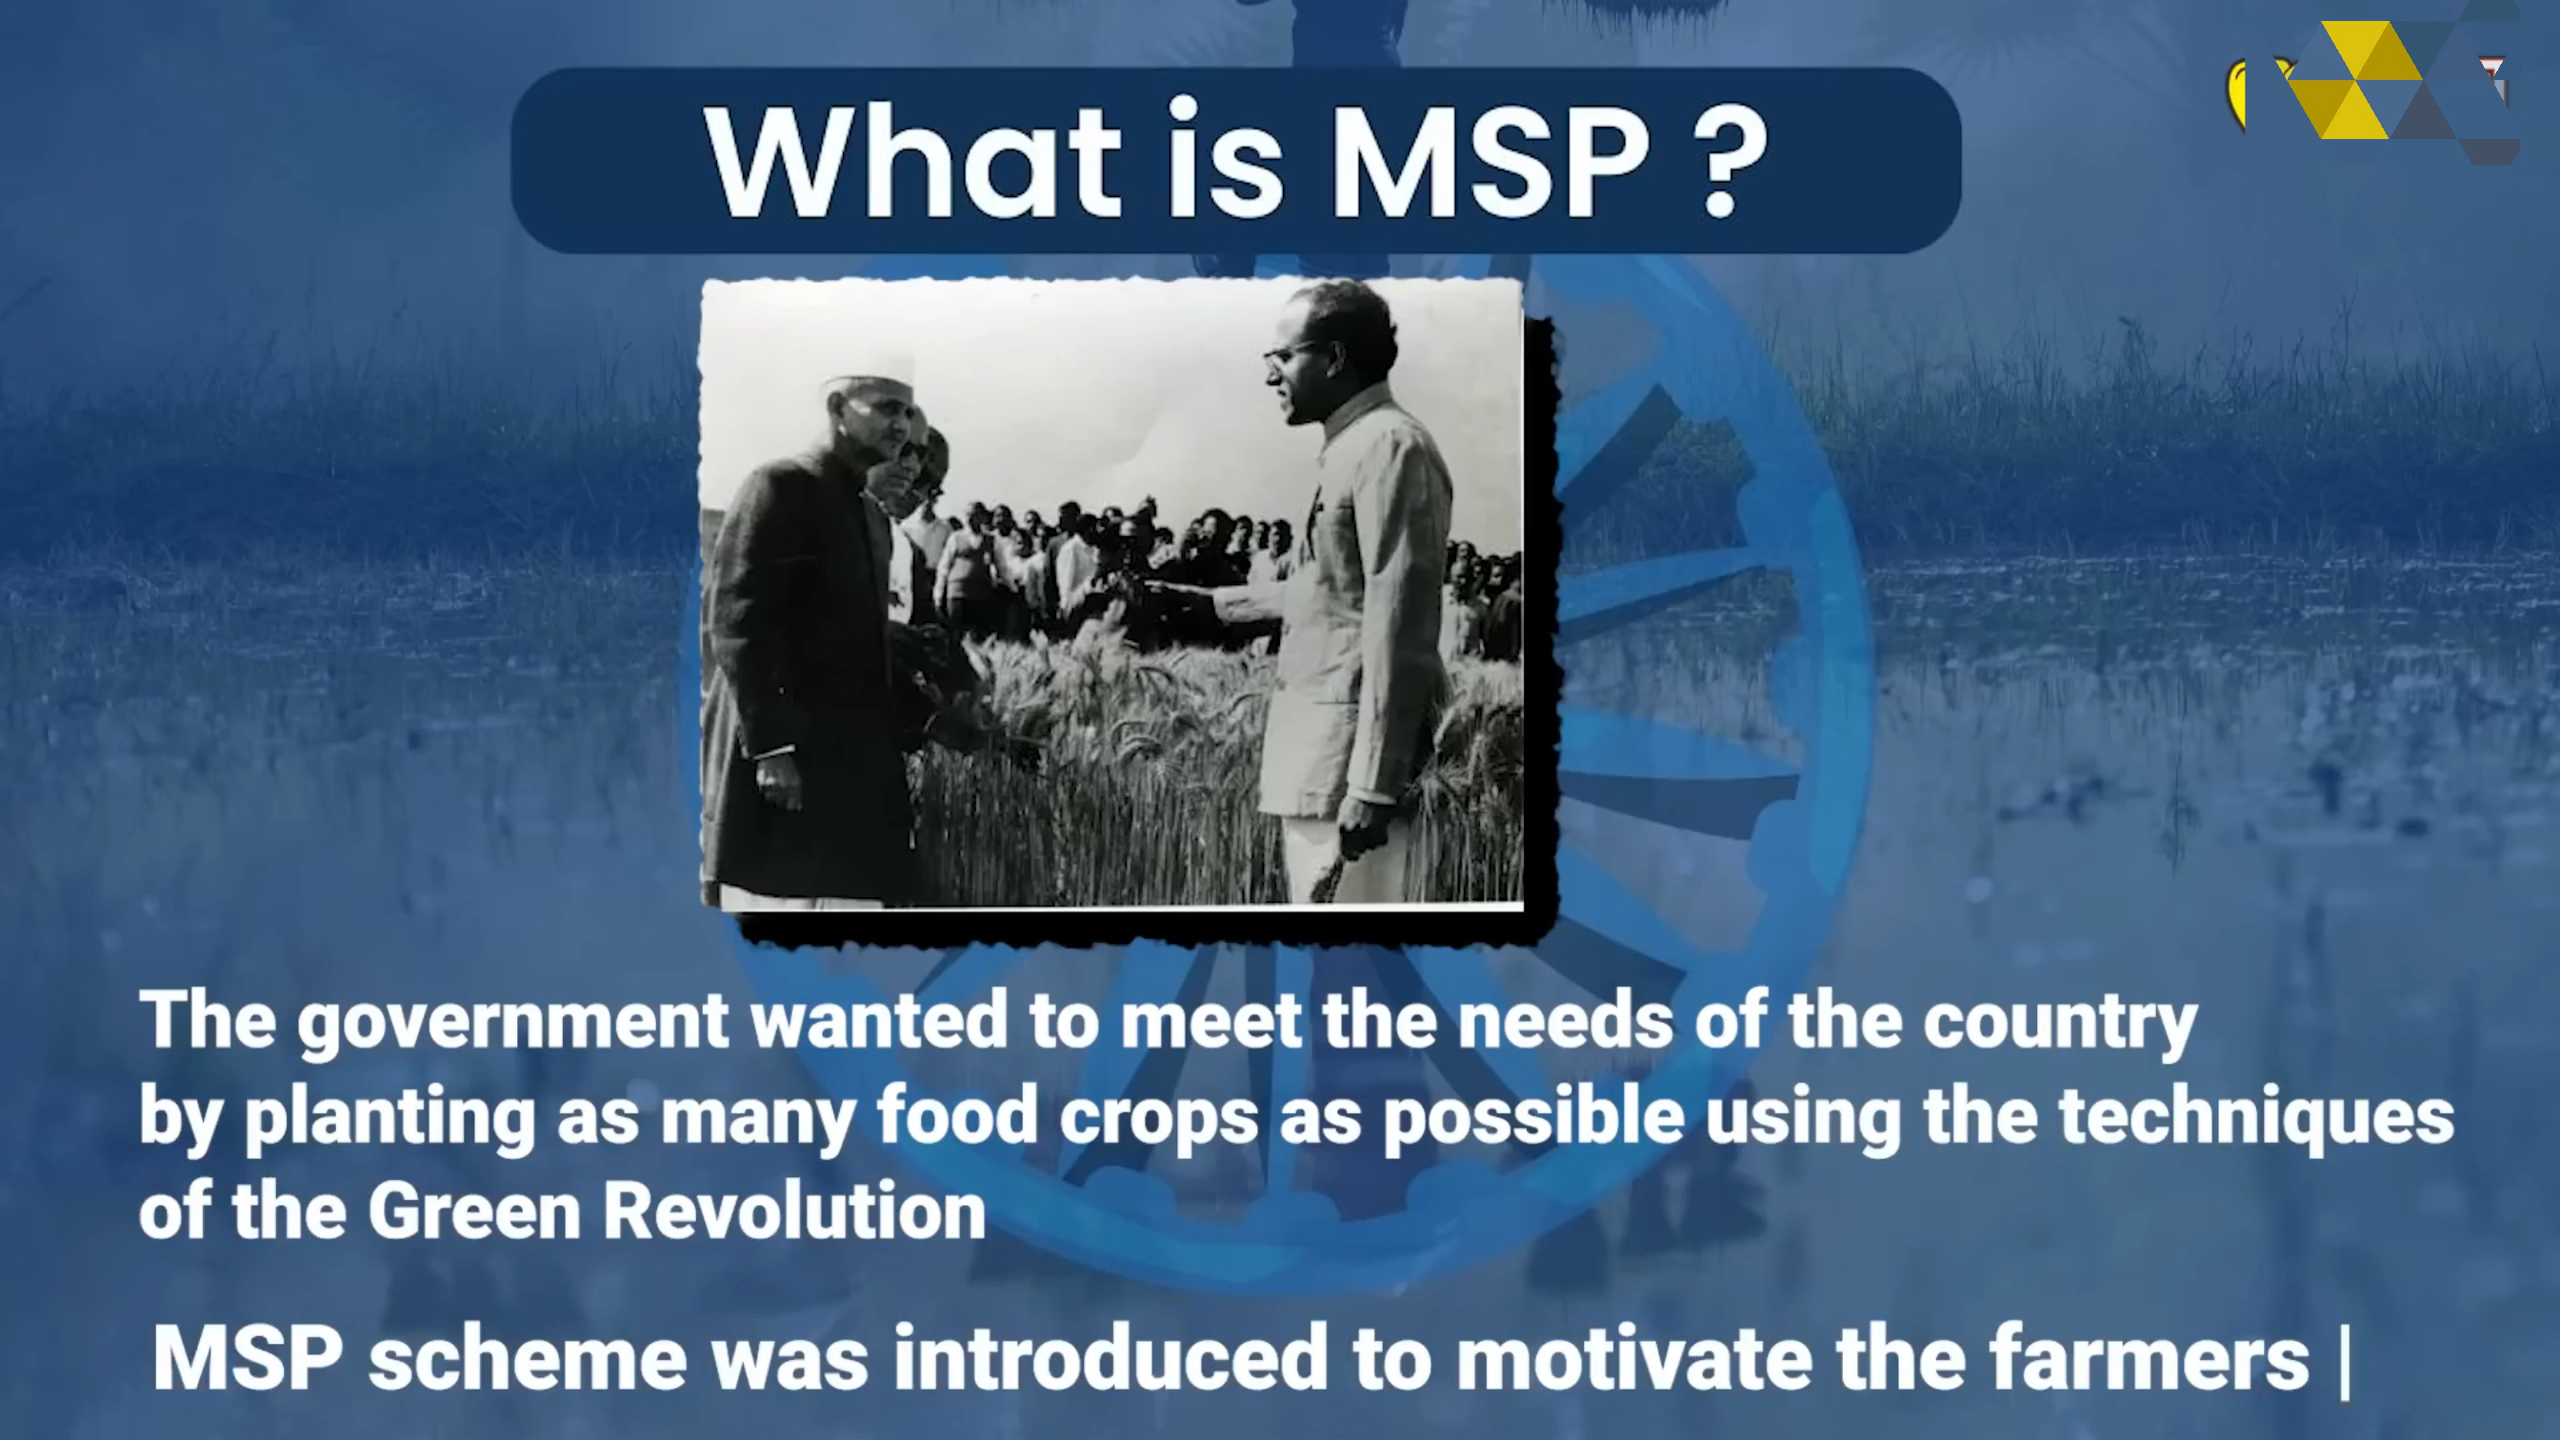 What is MSP ?
The government wanted to meet the needs of the country
by planting as many food crops as possible using the techniques
of the Green Revolution
MSP scheme was introduced to motivate the farmers |